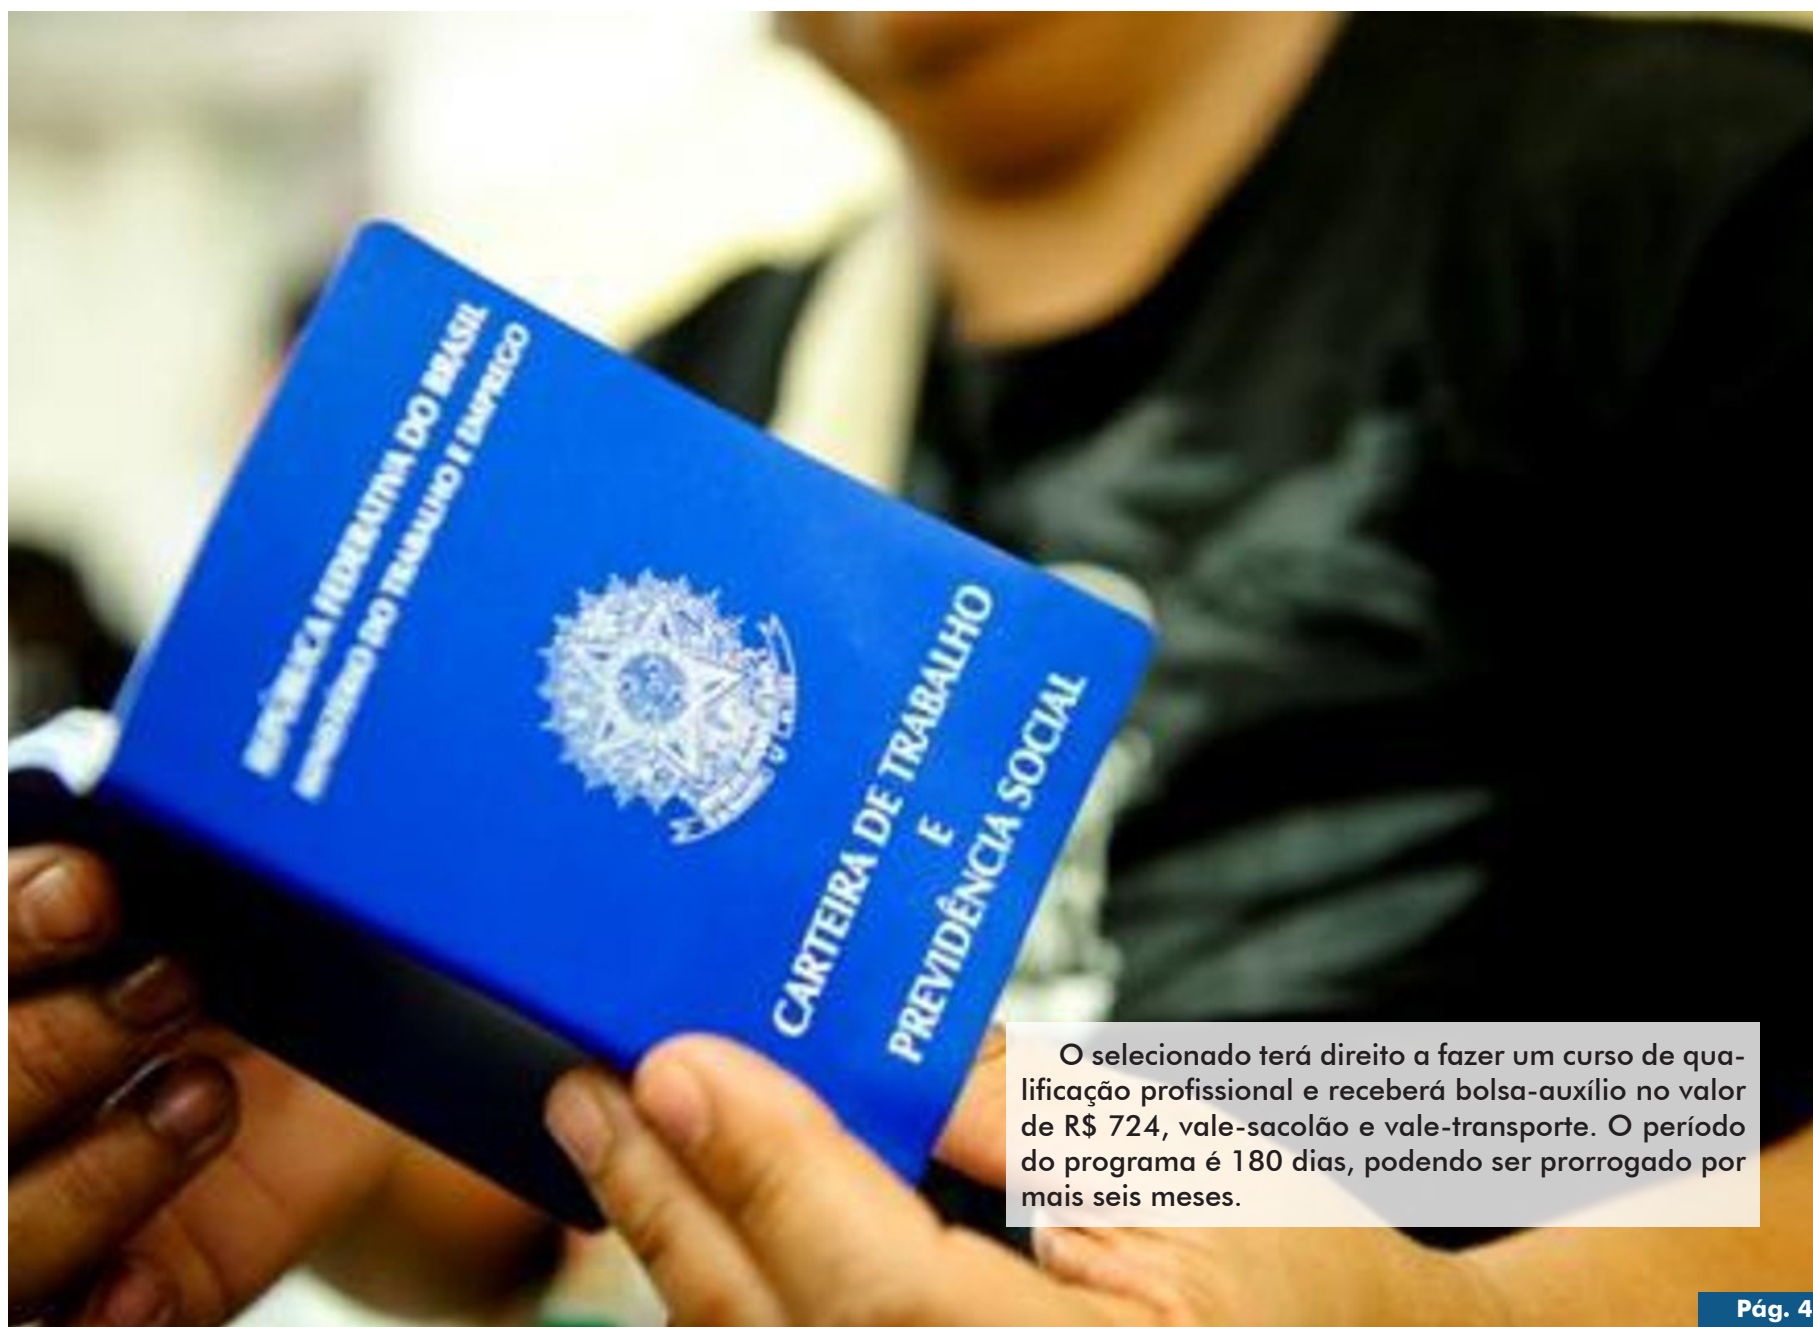 REPÚBLICA FEDERATIVA DO BRASIL
MINISTÉRIO DO TRABALHO E EMPREGO
CARTEIRA DE TRABALHO
E
PREVIDÊNCIA SOCIAL
O selecionado terá direito a fazer um curso de qua-
lificação profissional e receberá bolsa-auxílio no valor
de R$ 724, vale-sacolão e vale-transporte. O período
do programa é 180 dias, podendo ser prorrogado por
mais seis meses.
Pág. 4